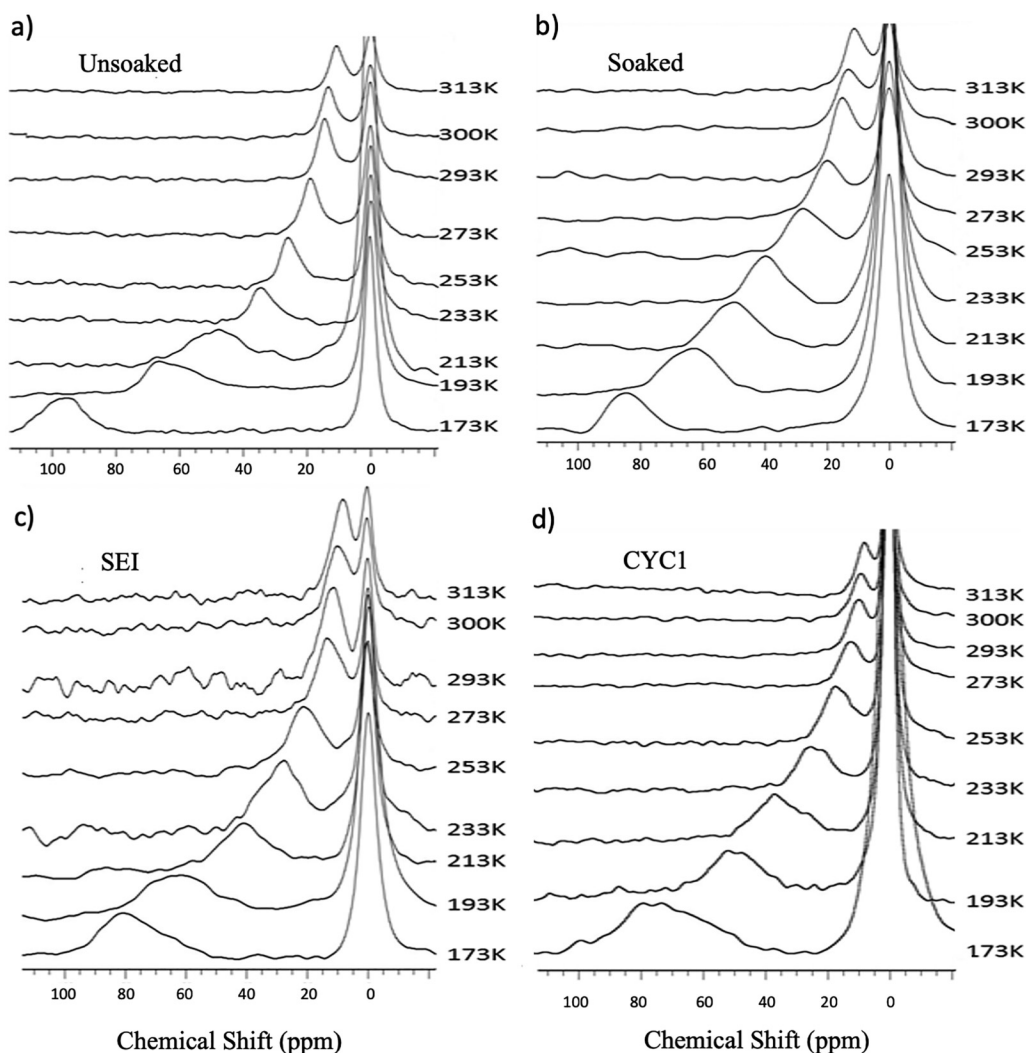 a)
Unsoaked
313K
300K
293K
273K
253K
233K
213K
193K
173K
100 80 60 40 20 0
b)
Soaked
313K
300K
293K
273K
253K
233K
213K
193K
173K
100 80 60 40 20 0
c)
SEI
313K
300K
293K
273K
253K
233K
213K
193K
173K
100 80 60 40 20 0
Chemical Shift (ppm)
d)
CYC1
313K
300K
293K
273K
253K
233K
213K
193K
173K
100 80 60 40 20 0
Chemical Shift (ppm)